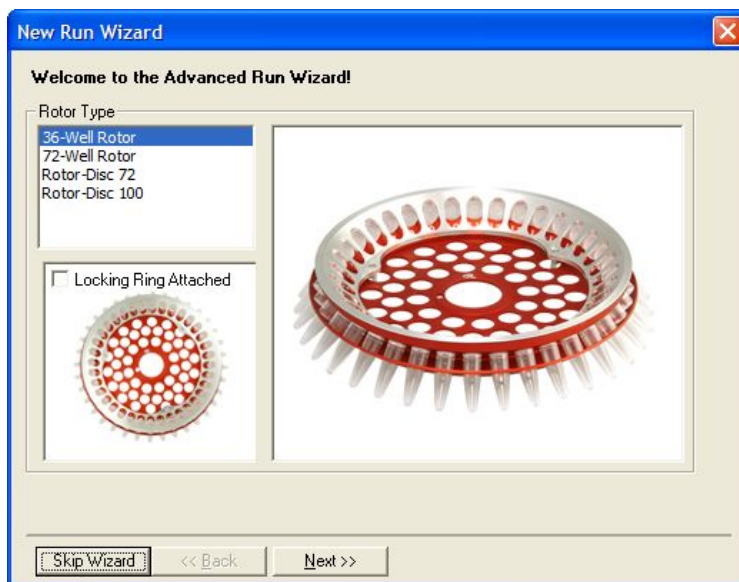 New Run Wizard
Welcome to the Advanced Run Wizard!
Rotor Type
36-Well Rotor
72-Well Rotor
Rotor-Disc 72
Rotor-Disc 100
Locking Ring Attached
Skip Wizard
<< Back
Next >>